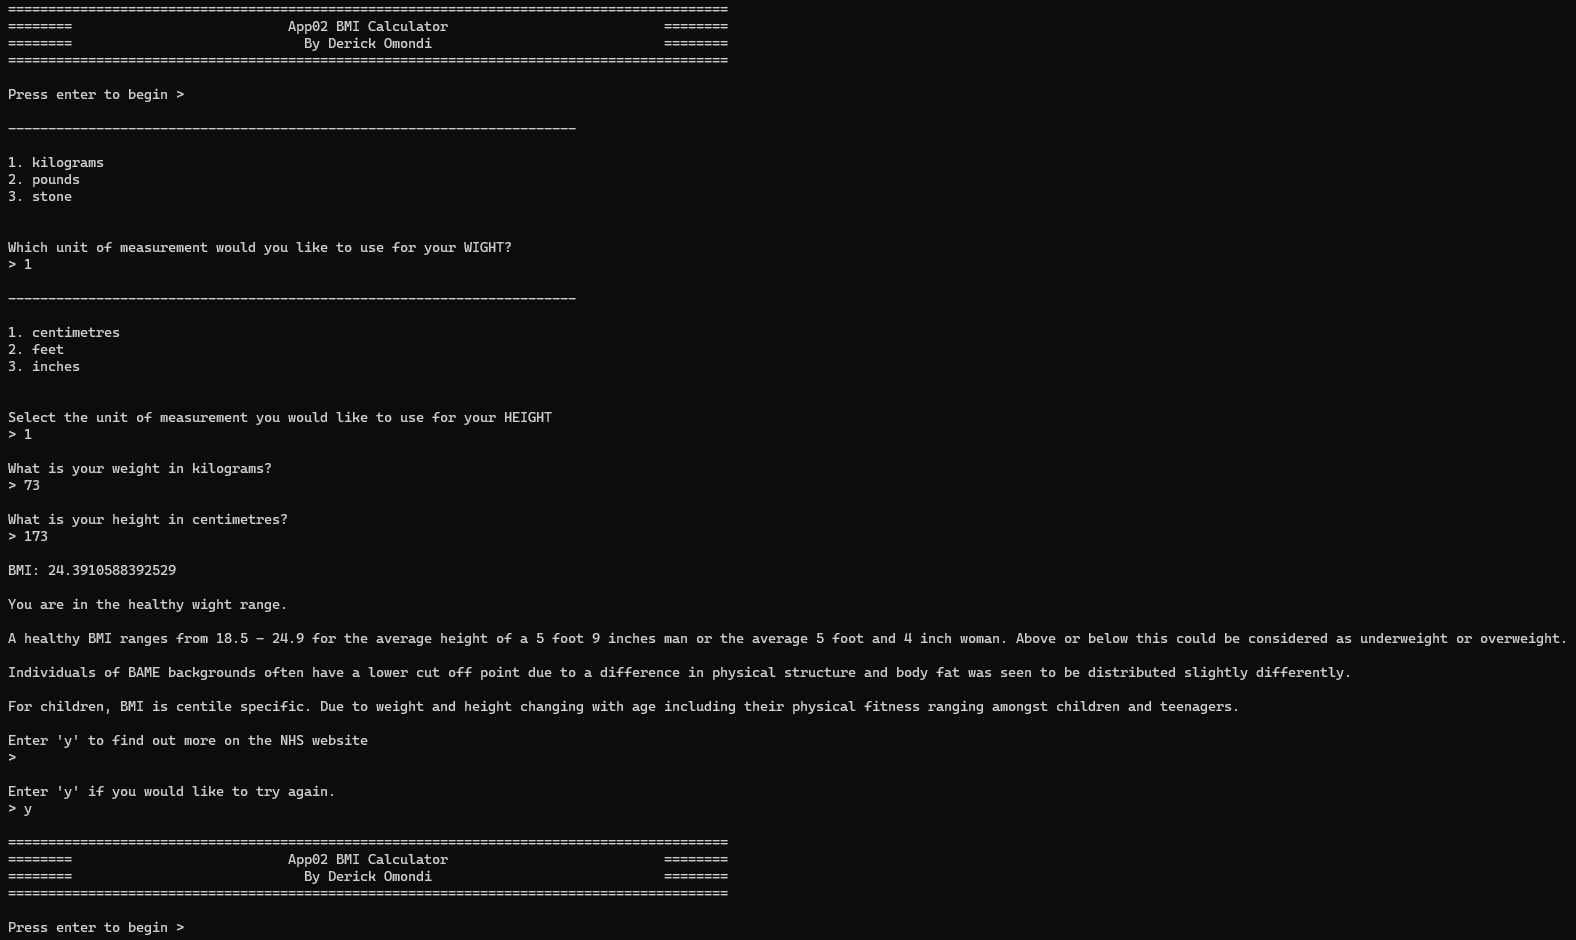 ==========================================================================================
========                           App02 BMI Calculator                           ========
========                             By Derick Omondi                             ========
==========================================================================================
Press enter to begin >
-----------------------------------------------------------------------
1. kilograms
2. pounds
3. stone
Which unit of measurement would you like to use for your WIGHT?
> 1
-----------------------------------------------------------------------
1. centimetres
2. feet
3. inches
Select the unit of measurement you would like to use for your HEIGHT
> 1
What is your weight in kilograms?
> 73
What is your height in centimetres?
> 173
BMI: 24.3910588392529
You are in the healthy wight range.
A healthy BMI ranges from 18.5 - 24.9 for the average height of a 5 foot 9 inches man or the average 5 foot and 4 inch woman. Above or below this could be considered as underweight or overweight.
Individuals of BAME backgrounds often have a lower cut off point due to a difference in physical structure and body fat was seen to be distributed slightly differently.
For children, BMI is centile specific. Due to weight and height changing with age including their physical fitness ranging amongst children and teenagers.
Enter 'y' to find out more on the NHS website
>
Enter 'y' if you would like to try again.
> y
==========================================================================================
========                           App02 BMI Calculator                           ========
========                             By Derick Omondi                             ========
==========================================================================================
Press enter to begin >